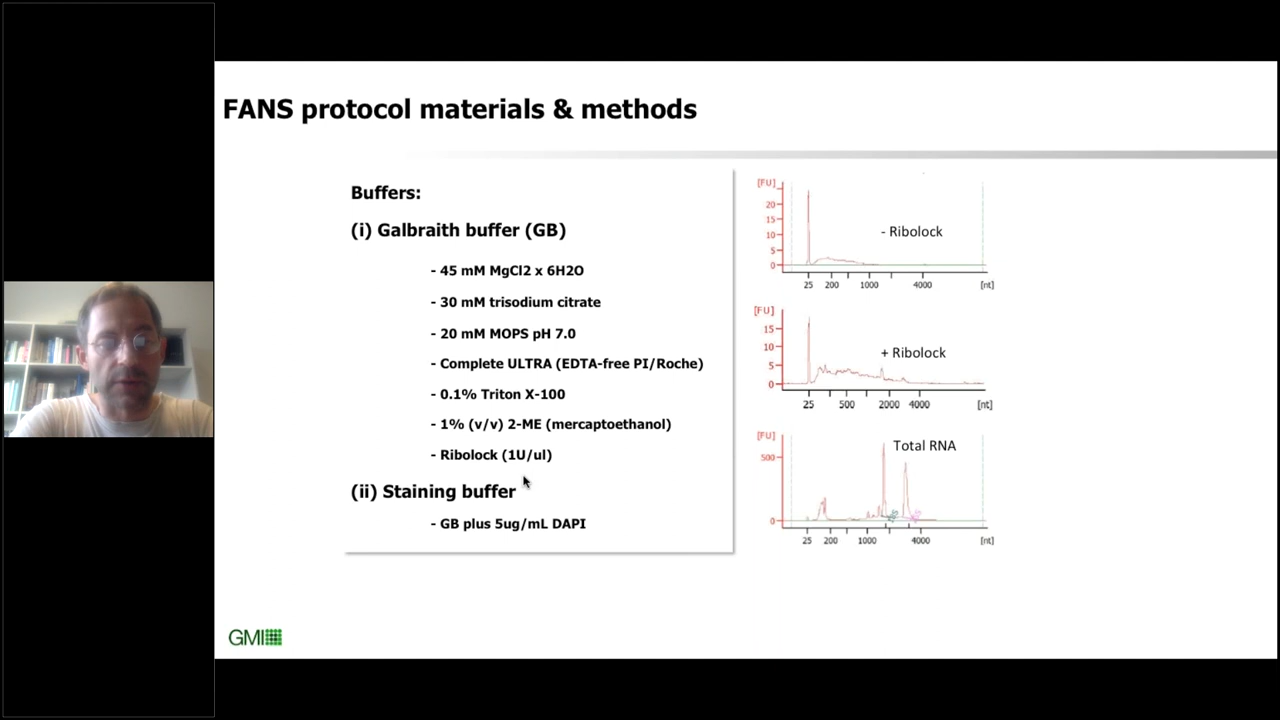 FANS protocol materials & methods
Buffers:
(i) Galbraith buffer (GB)
- 45 mM MgCl2 x 6H2O
- 30 mM trisodium citrate
- 20 mM MOPS pH 7.0
- Complete ULTRA (EDTA-free PI/Roche)
- 0.1% Triton X-100
- 1% (v/v) 2-ME (mercaptoethanol)
- Ribolock (1U/ul)
(ii) Staining buffer
- GB plus 5ug/mL DAPI
[FU]
20
15
10
5
0
- Ribolock
25 200 1000 4000 [nt]
[FU]
15
10
5
0
+ Ribolock
25 500 2000 4000 [nt]
[FU]
500
0
Total RNA
25 200 1000 4000 [nt]
GMI